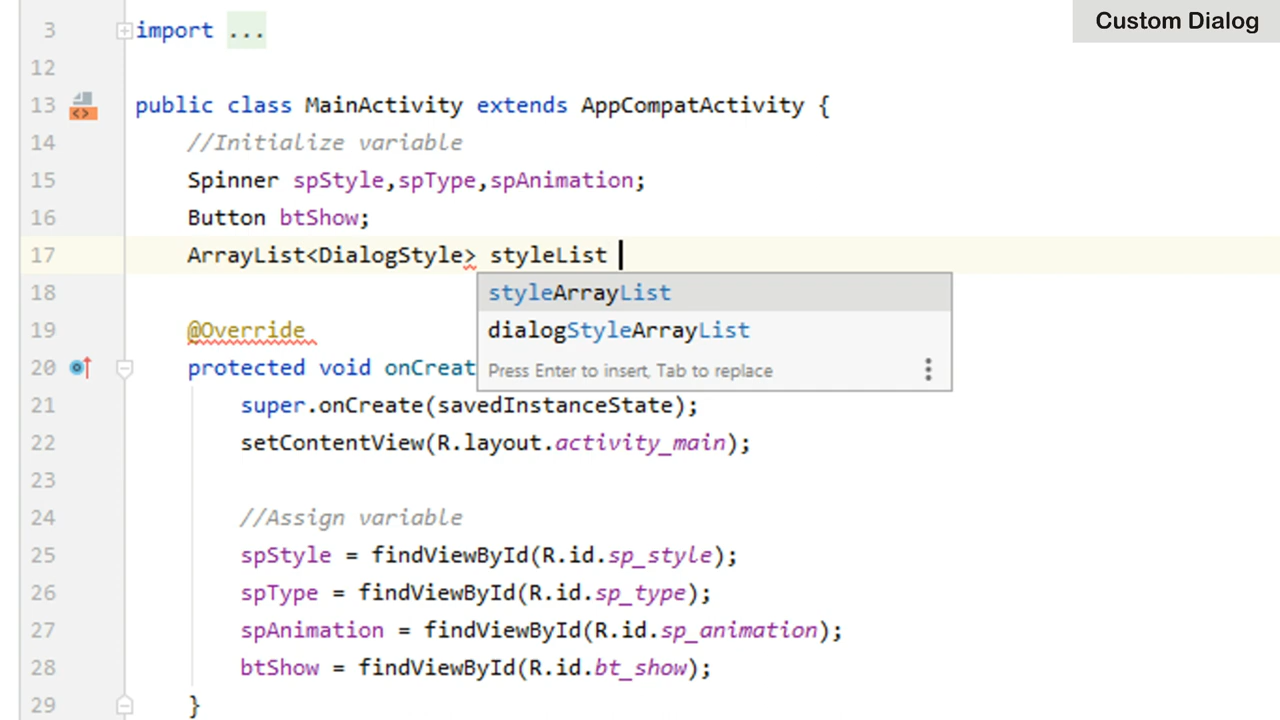 Custom Dialog
3 import ...
12
13 public class MainActivity extends AppCompatActivity {
14 //Initialize variable
15 Spinner spStyle,spType,spAnimation;
16 Button btShow;
17 ArrayList<DialogStyle> styleList
18 styleArrayList
19 @Override dialogStyleArrayList
20 protected void onCreat Press Enter to insert, Tab to replace
21 super.onCreate(savedInstanceState);
22 setContentView(R.layout.activity_main);
23
24 //Assign variable
25 spStyle = findViewById(R.id.sp_style);
26 spType = findViewById(R.id.sp_type);
27 spAnimation = findViewById(R.id.sp_animation);
28 btShow = findViewById(R.id.bt_show);
29 }